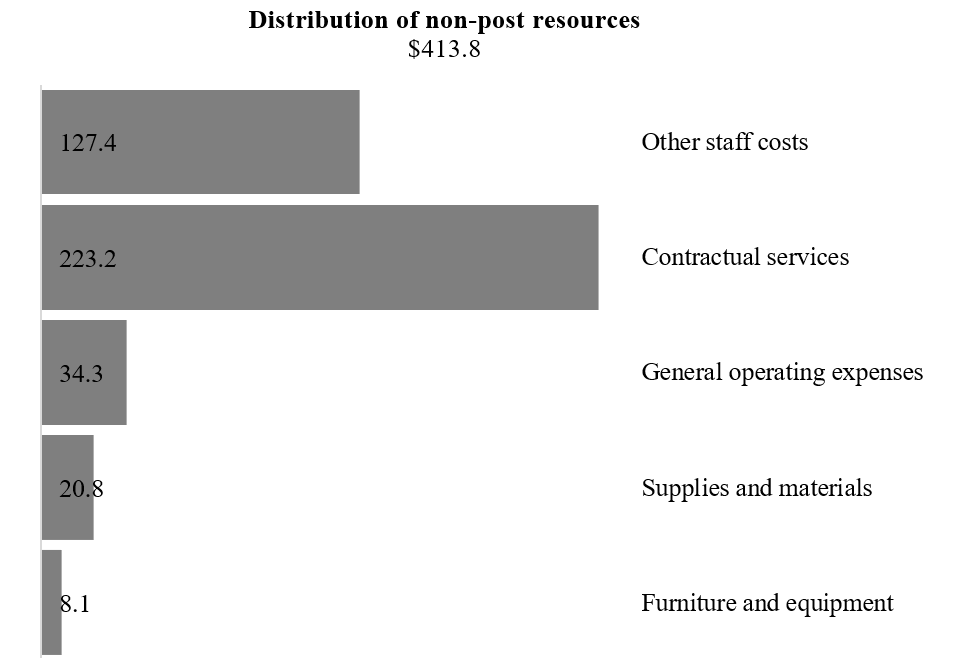 Distribution of non-post resources
$413.8
127.4 Other staff costs
223.2 Contractual services
34.3 General operating expenses
20.8 Supplies and materials
8.1 Furniture and equipment